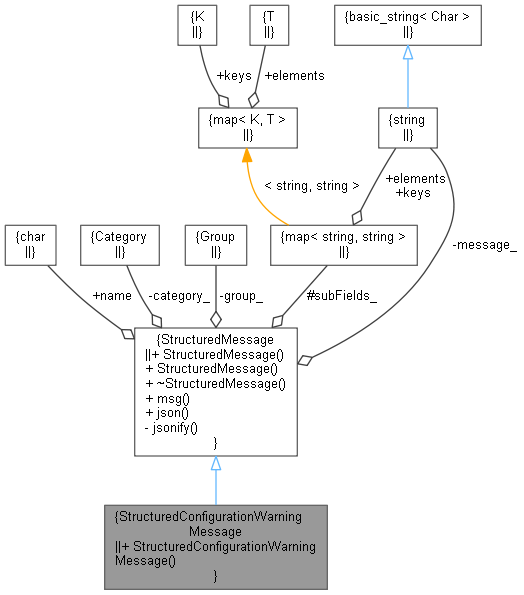 {K
||}
{T
||}
{basic_string< Char >
||}
+keys
+elements
{map< K, T >
||}
{string
||}
< string, string >
+elements
+keys
{char
||}
{Category
||}
{Group
||}
{map< string, string >
||}
-message_
+name
-category_
-group_
#subFields_
{StructuredMessage
||+ StructuredMessage()
+ StructuredMessage()
+ ~StructuredMessage()
+ msg()
+ json()
- jsonify()
}
{StructuredConfigurationWarning
Message
||+ StructuredConfigurationWarning
Message()
}